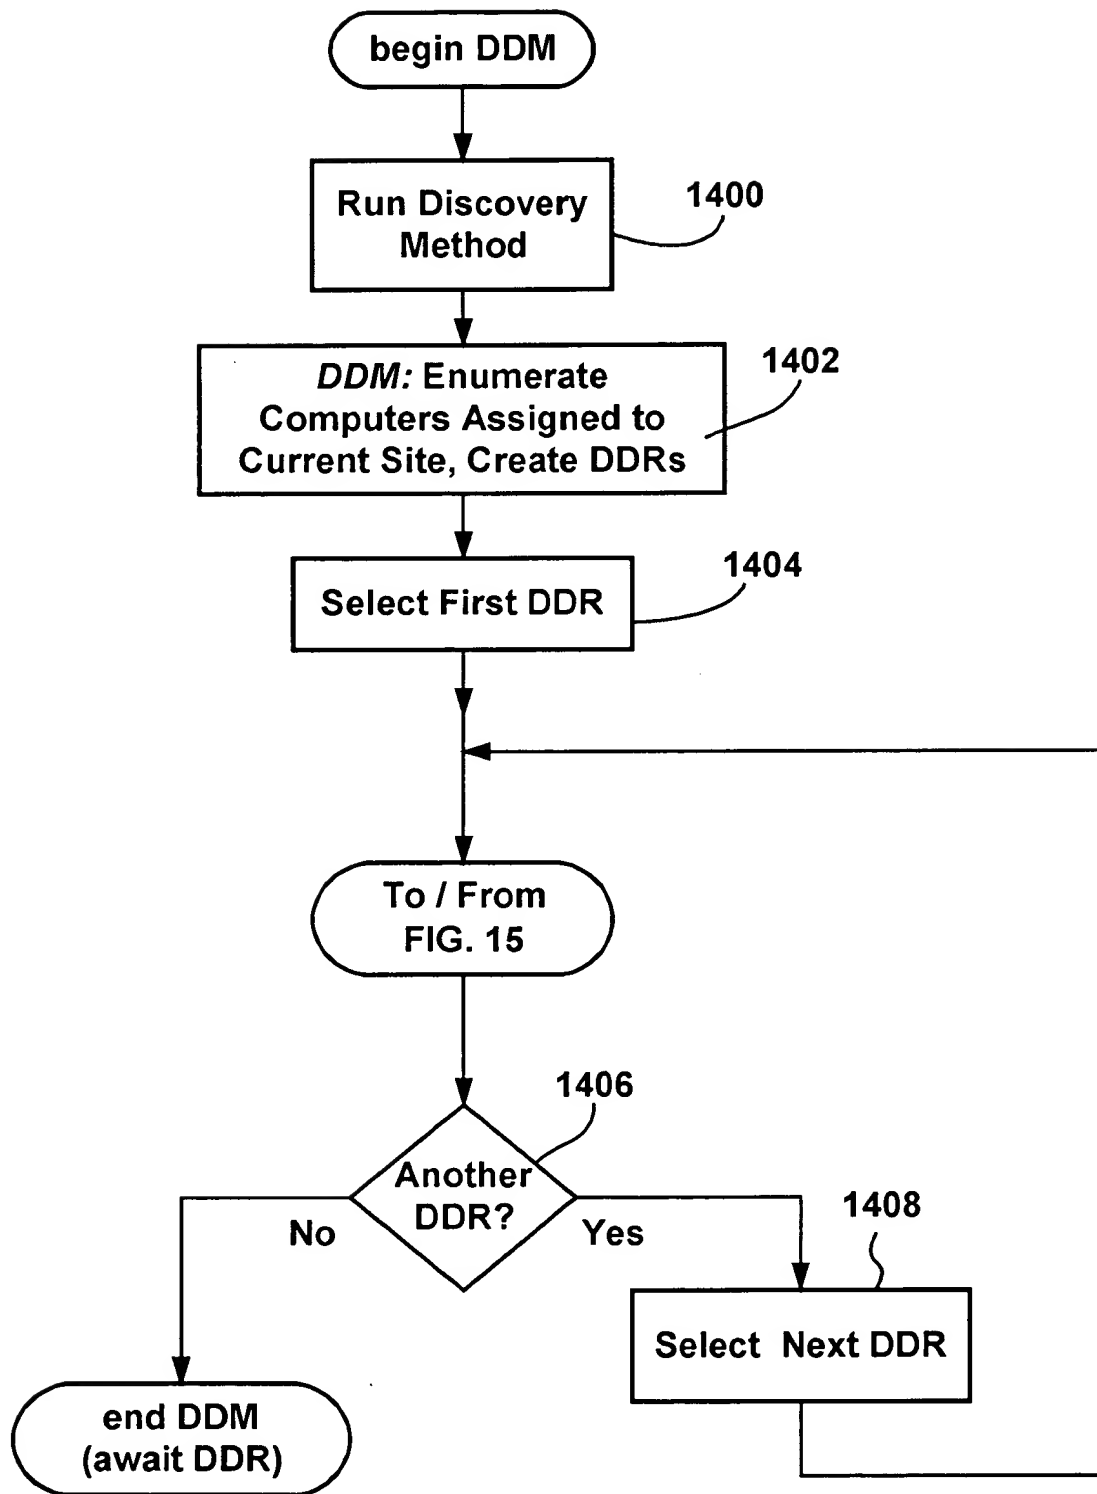 begin DDM
Run Discovery
Method
1400
DDM: Enumerate
Computers Assigned to
Current Site, Create DDRs
1402
Select First DDR
1404
To / From
FIG. 15
1406
Another
DDR?
No
Yes
1408
Select Next DDR
end DDM
(await DDR)